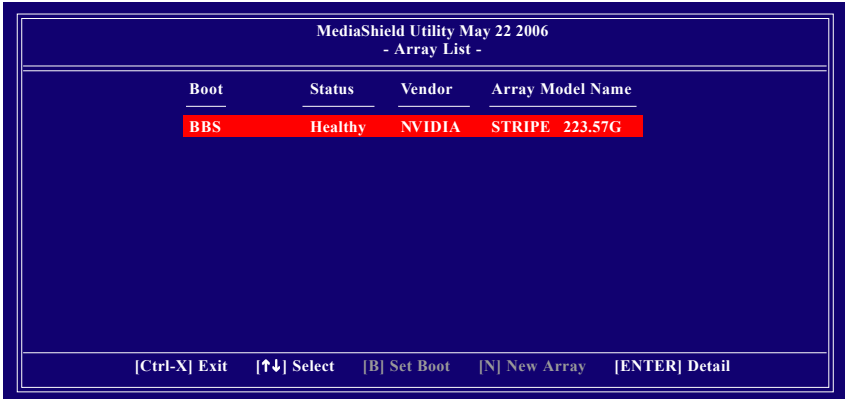 MediaShield Utility May 22 2006
- Array List -
Boot Status Vendor Array Model Name
BBS Healthy NVIDIA STRIPE 223.57G
[Ctrl-X] Exit [↑↓] Select [B] Set Boot [N] New Array [ENTER] Detail